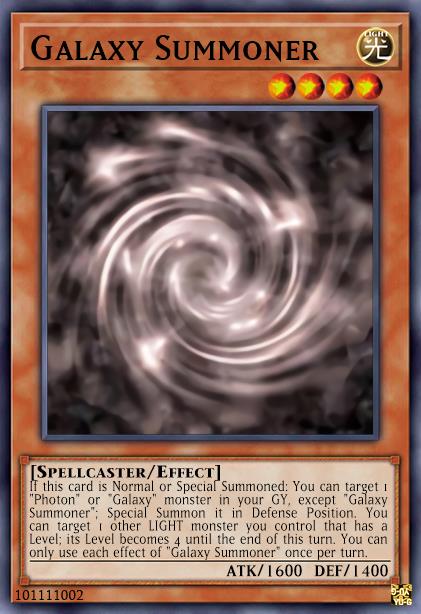 GALAXY SUMMONER
LIGHT
光
[SPELLCASTER/EFFECT]
If this card is Normal or Special Summoned: You can target 1
"Photon" or "Galaxy" monster in your GY, except "Galaxy
Summoner"; Special Summon it in Defense Position. You
can target 1 other LIGHT monster you control that has a
Level; its Level becomes 4 until the end of this turn. You can
only use each effect of "Galaxy Summoner" once per turn.
ATK/1600 DEF/1400
101111002